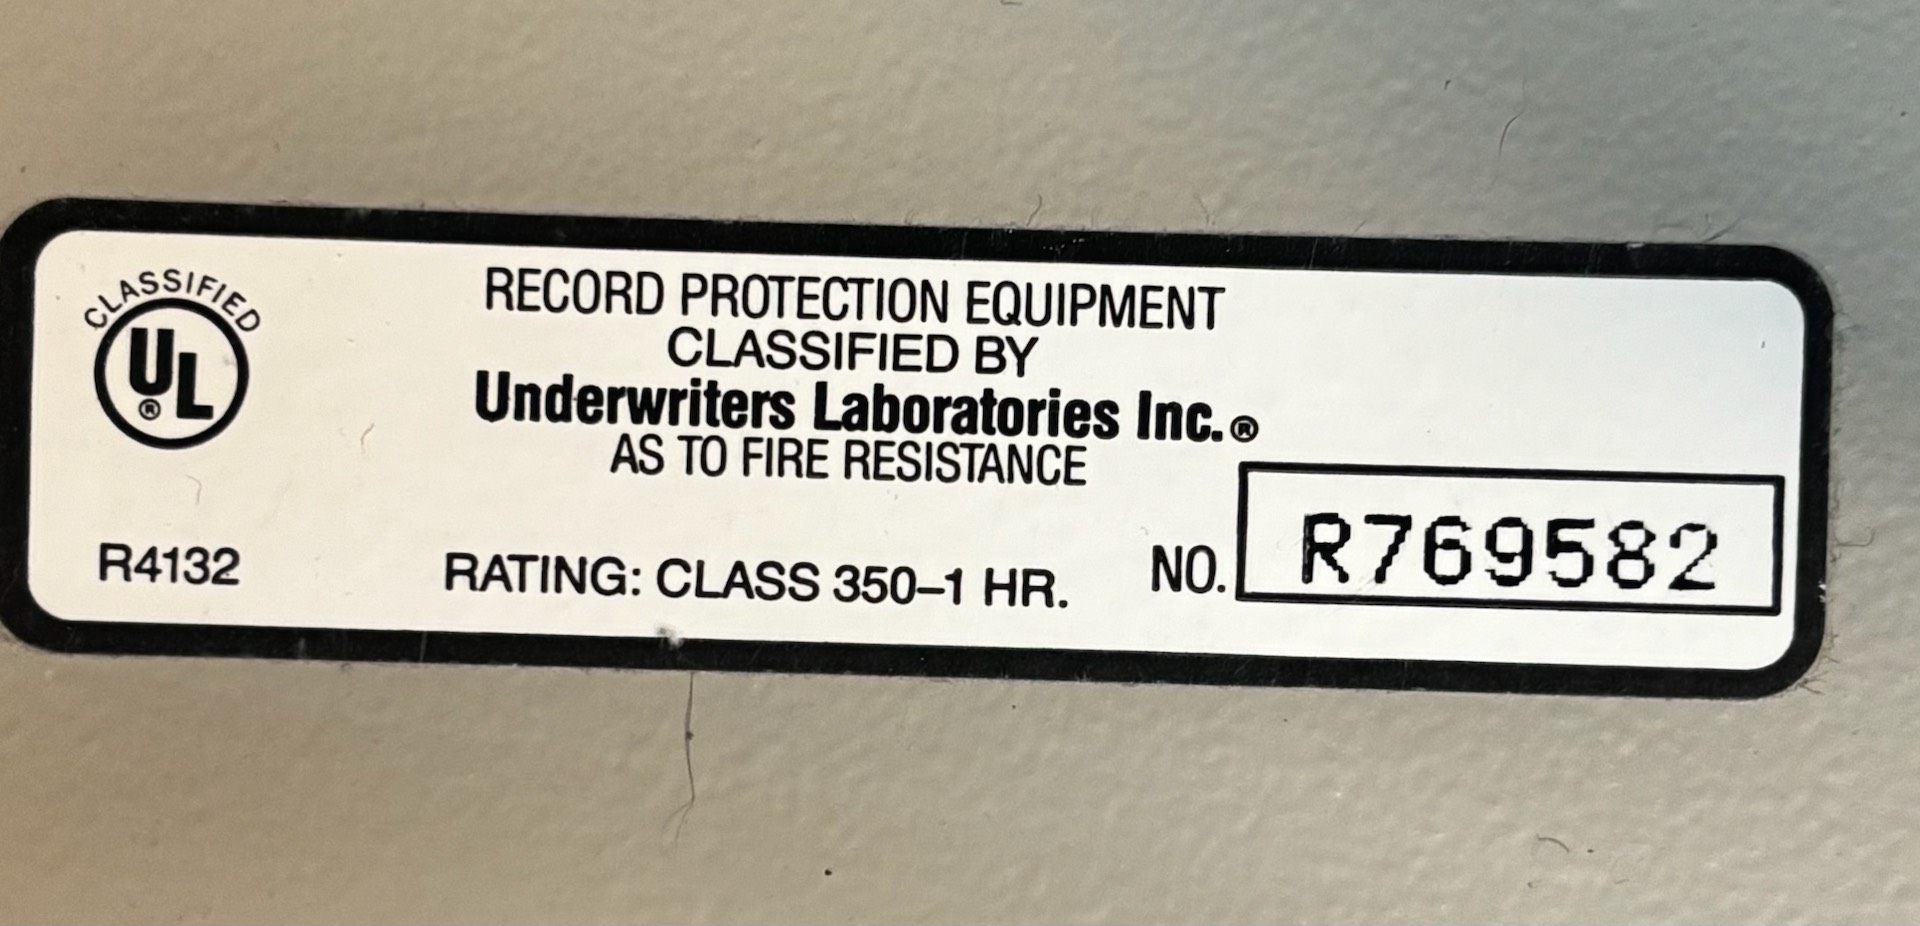 CLASSIFIED
UL®
RECORD PROTECTION EQUIPMENT
CLASSIFIED BY
Underwriters Laboratories Inc.®
AS TO FIRE RESISTANCE
R4132
RATING: CLASS 350–1 HR.
NO. R769582